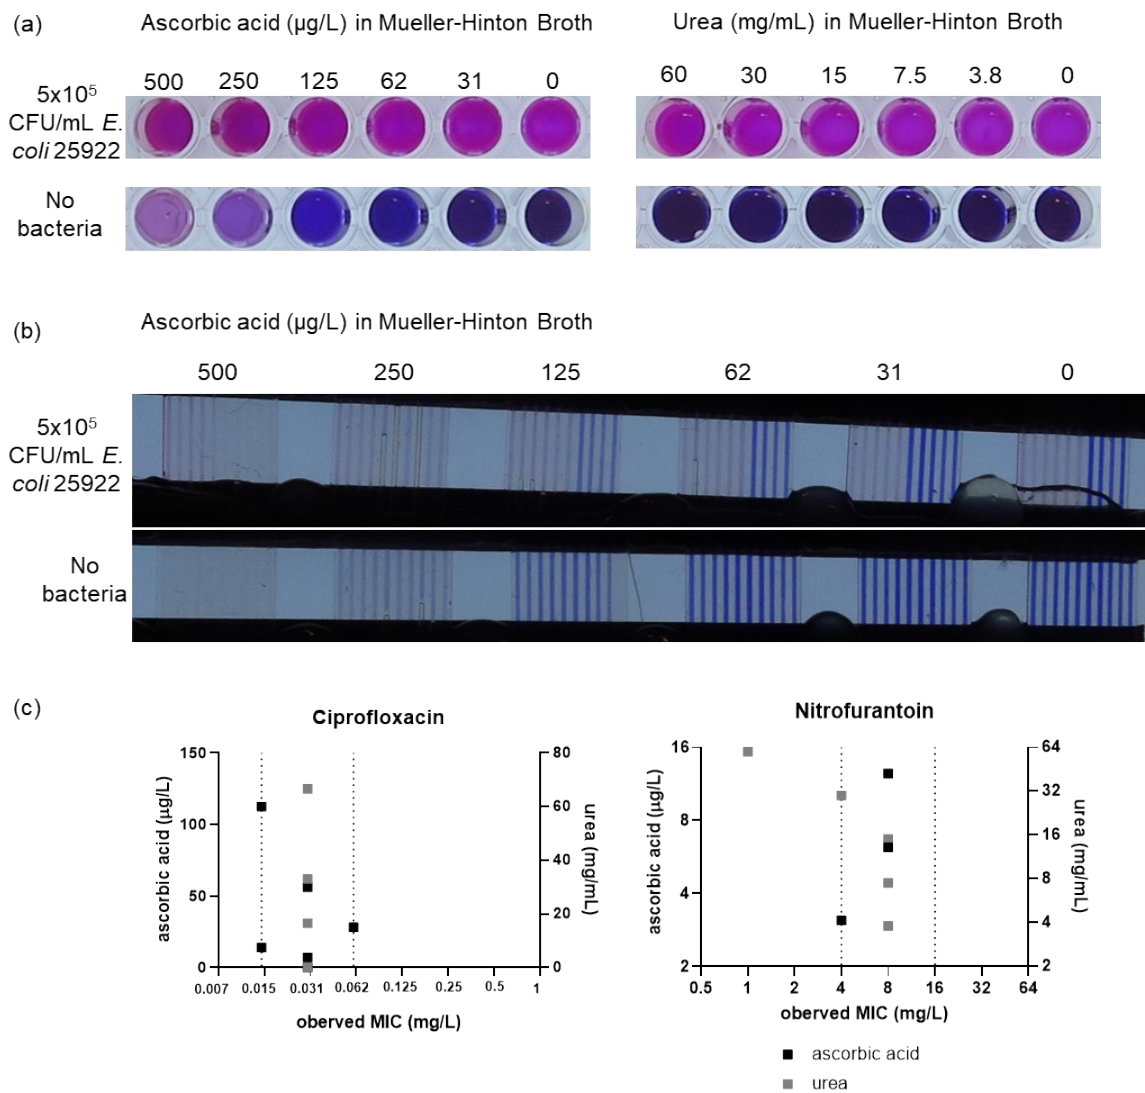 (a)
Ascorbic acid (µg/L) in Mueller-Hinton Broth
Urea (mg/mL) in Mueller-Hinton Broth
500 250 125 62 31 0
60 30 15 7.5 3.8 0
5x10⁵
CFU/mL E.
coli 25922
No
bacteria
(b)
Ascorbic acid (µg/L) in Mueller-Hinton Broth
500 250 125 62 31 0
5x10⁵
CFU/mL E.
coli 25922
No
bacteria
(c)
Ciprofloxacin
ascorbic acid (µg/L)
150
100
50
0
80
60
40
20
0
urea (mg/mL)
0.007 0.015 0.031 0.062 0.125 0.25 0.5 1
oberved MIC (mg/L)
Nitrofurantoin
ascorbic acid (µg/L)
16
8
4
2
64
32
16
8
4
2
urea (mg/mL)
0.5 1 2 4 8 16 32 64
oberved MIC (mg/L)
ascorbic acid
urea